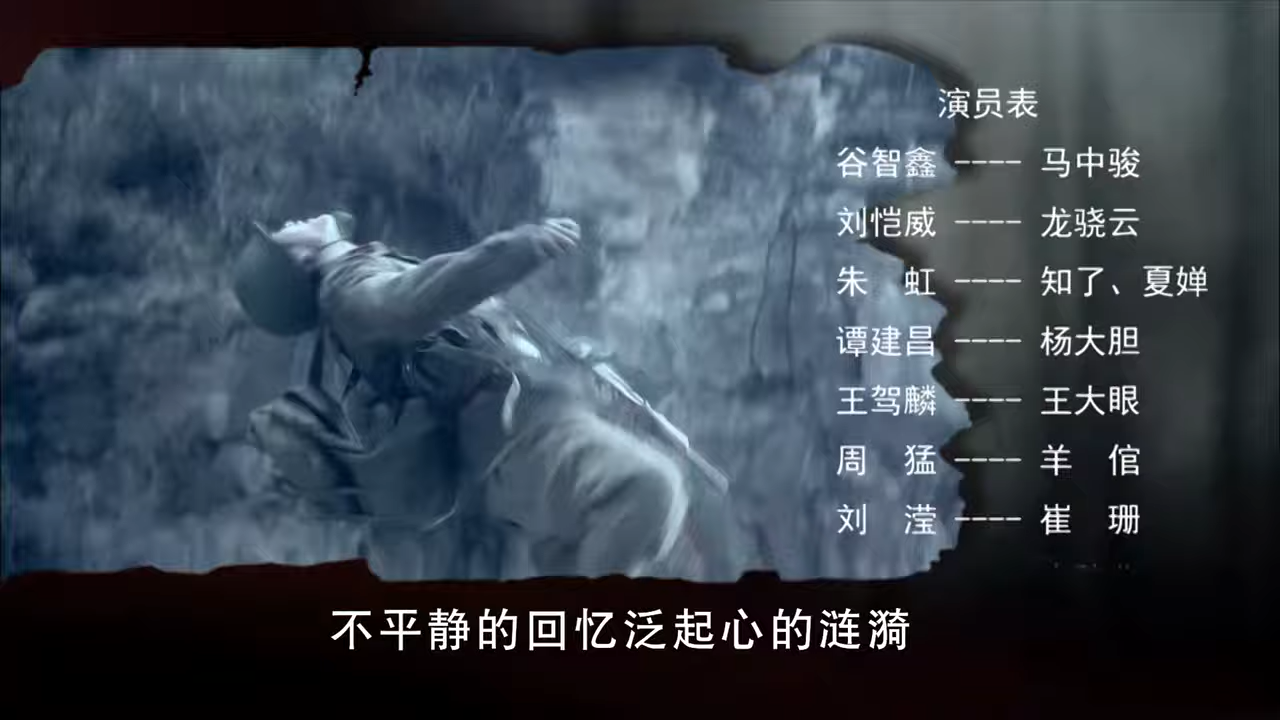 演员表
谷智鑫 ---- 马中骏
刘恺威 ---- 龙骁云
朱　虹 ---- 知了、夏婵
谭建昌 ---- 杨大胆
王驾麟 ---- 王大眼
周　猛 ---- 羊　倌
刘　滢 ---- 崔　珊
不平静的回忆泛起心的涟漪